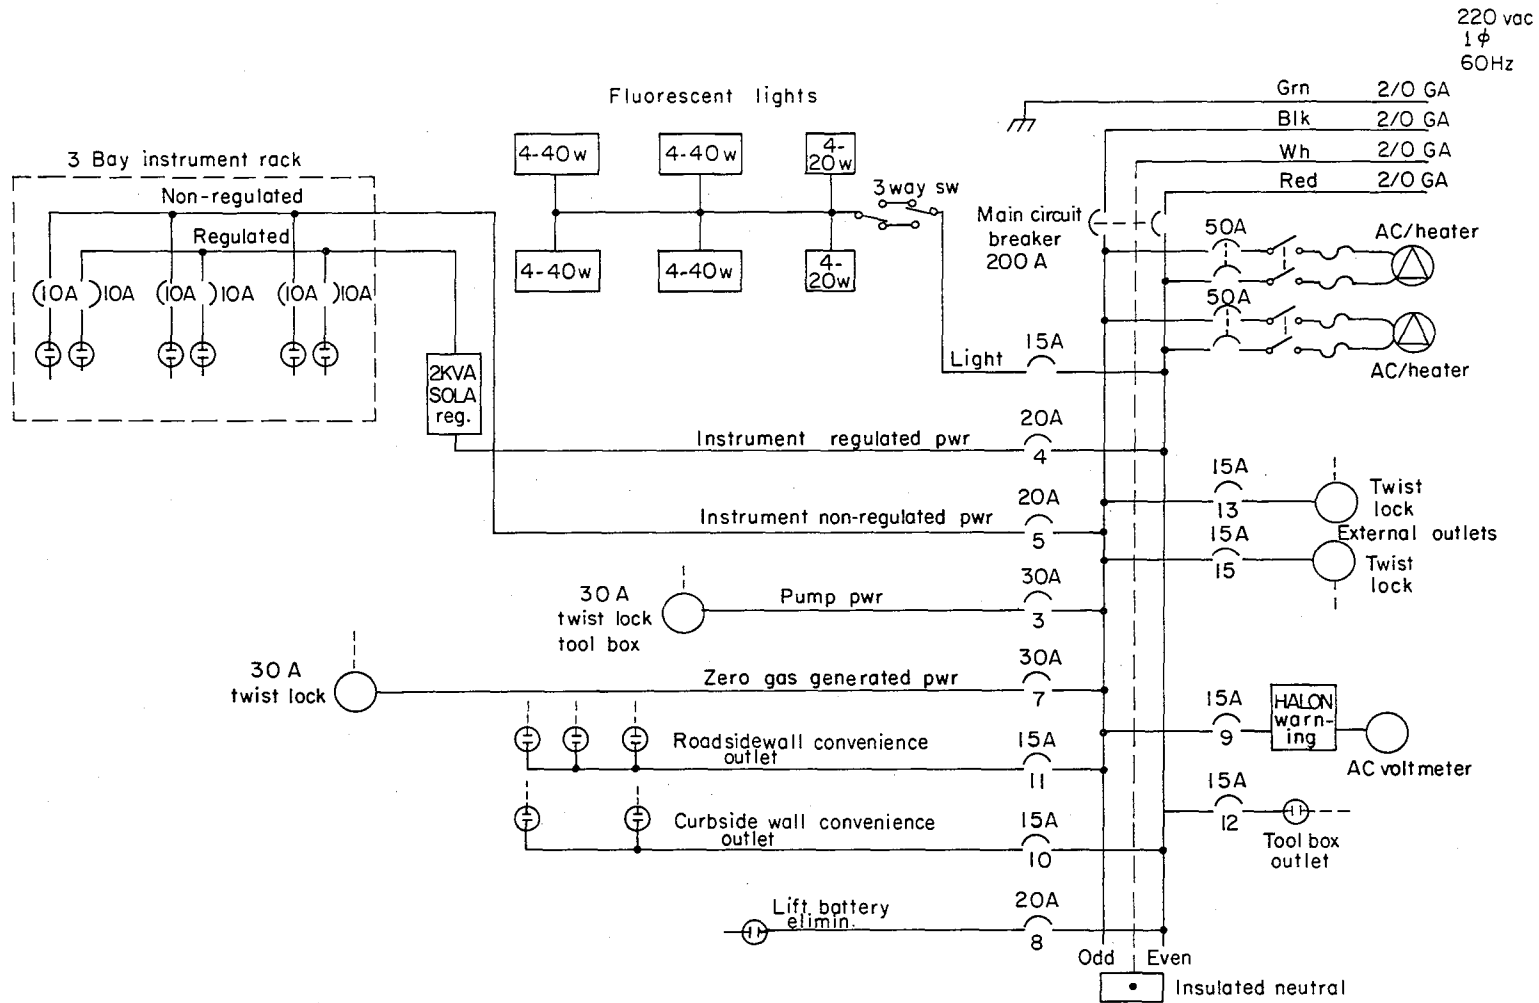 220 vac
1ϕ
60Hz
Grn 2/0 GA
Blk 2/0 GA
Wh 2/0 GA
Red 2/0 GA
Fluorescent lights
4-40w
4-40w
4-
20w
4-40w
4-40w
4-
20w
3 way sw
3 Bay instrument rack
Non-regulated
Regulated
10A
10A
10A
10A
10A
10A
2KVA
SOLA
reg.
Main circuit
breaker
200 A
50A
AC/heater
50A
AC/heater
Light
15A
Instrument regulated pwr
20A
4
Instrument non-regulated pwr
20A
5
15A
13
Twist
lock
External outlets
15A
15
Twist
lock
30 A
twist lock
tool box
Pump pwr
30A
3
30 A
twist lock
Zero gas generated pwr
30A
7
15A
9
HALON
warn-
ing
AC voltmeter
Roadsidewall convenience
outlet
15A
11
15A
12
Tool box
outlet
Curbside wall convenience
outlet
15A
10
Lift battery
elimin.
20A
8
Odd Even
Insulated neutral